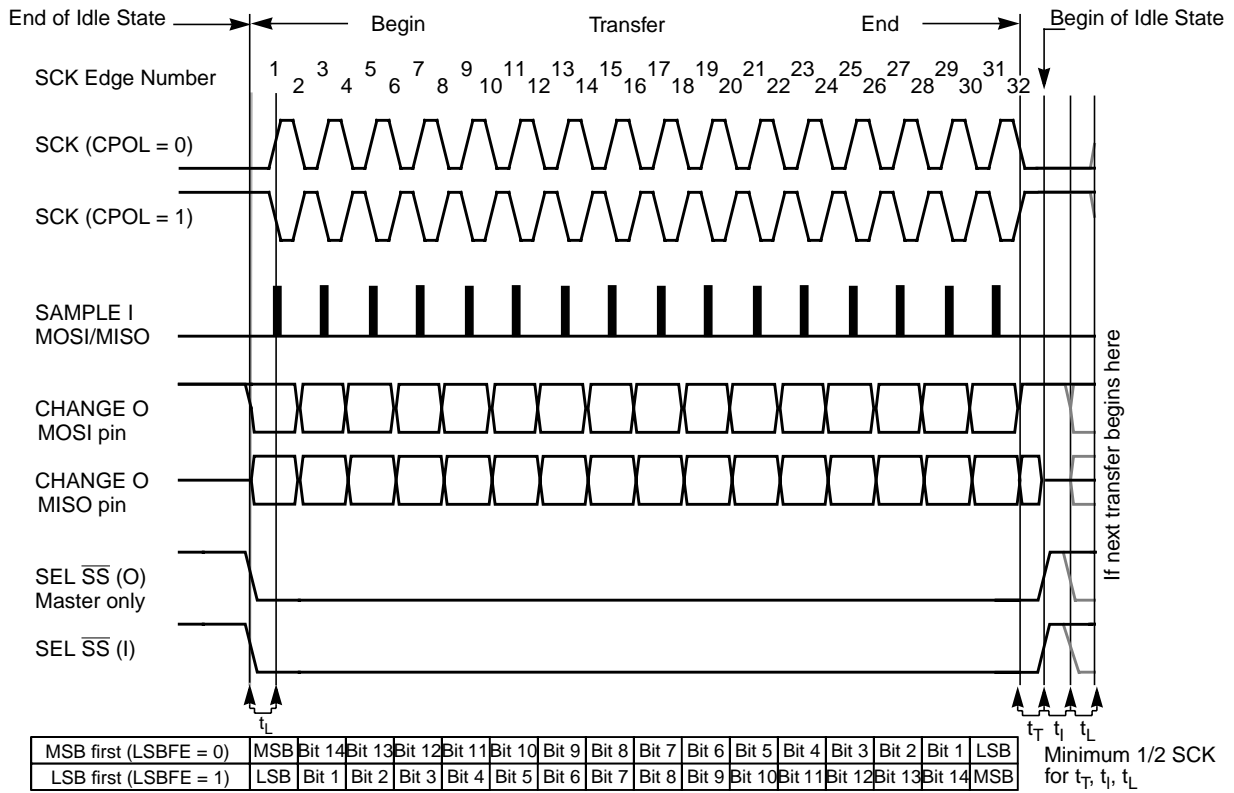 End of Idle State
Begin
Transfer
End
Begin of Idle State
SCK Edge Number
1 3 5 7 9 11 13 15 17 19 21 23 25 27 29 31
2 4 6 8 10 12 14 16 18 20 22 24 26 28 30 32
SCK (CPOL = 0)
SCK (CPOL = 1)
SAMPLE I
MOSI/MISO
CHANGE O
MOSI pin
CHANGE O
MISO pin
SEL SS (O)
Master only
SEL SS (I)
If next transfer begins here
tL
tT tI tL
MSB first (LSBFE = 0) MSB Bit 14 Bit 13 Bit 12 Bit 11 Bit 10 Bit 9 Bit 8 Bit 7 Bit 6 Bit 5 Bit 4 Bit 3 Bit 2 Bit 1 LSB
LSB first (LSBFE = 1) LSB Bit 1 Bit 2 Bit 3 Bit 4 Bit 5 Bit 6 Bit 7 Bit 8 Bit 9 Bit 10 Bit 11 Bit 12 Bit 13 Bit 14 MSB
Minimum 1/2 SCK
for tT, tI, tL